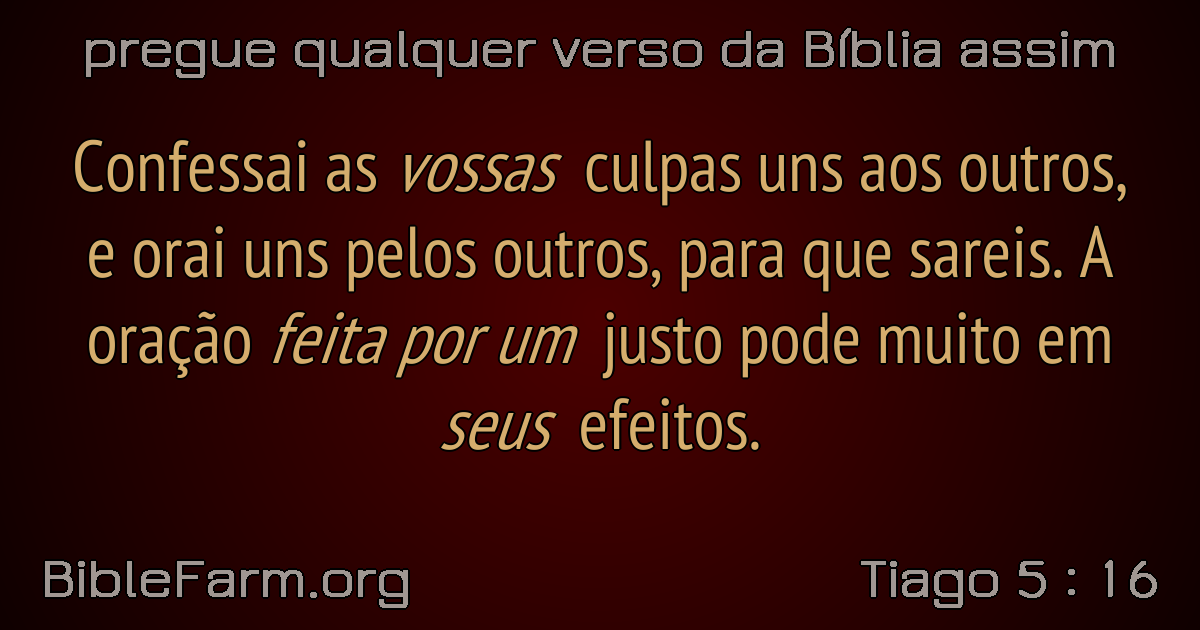 pregue qualquer verso da Bíblia assim
Confessai as vossas culpas uns aos outros,
e orai uns pelos outros, para que sareis. A
oração feita por um justo pode muito em
seus efeitos.
BibleFarm.org
Tiago 5 : 16